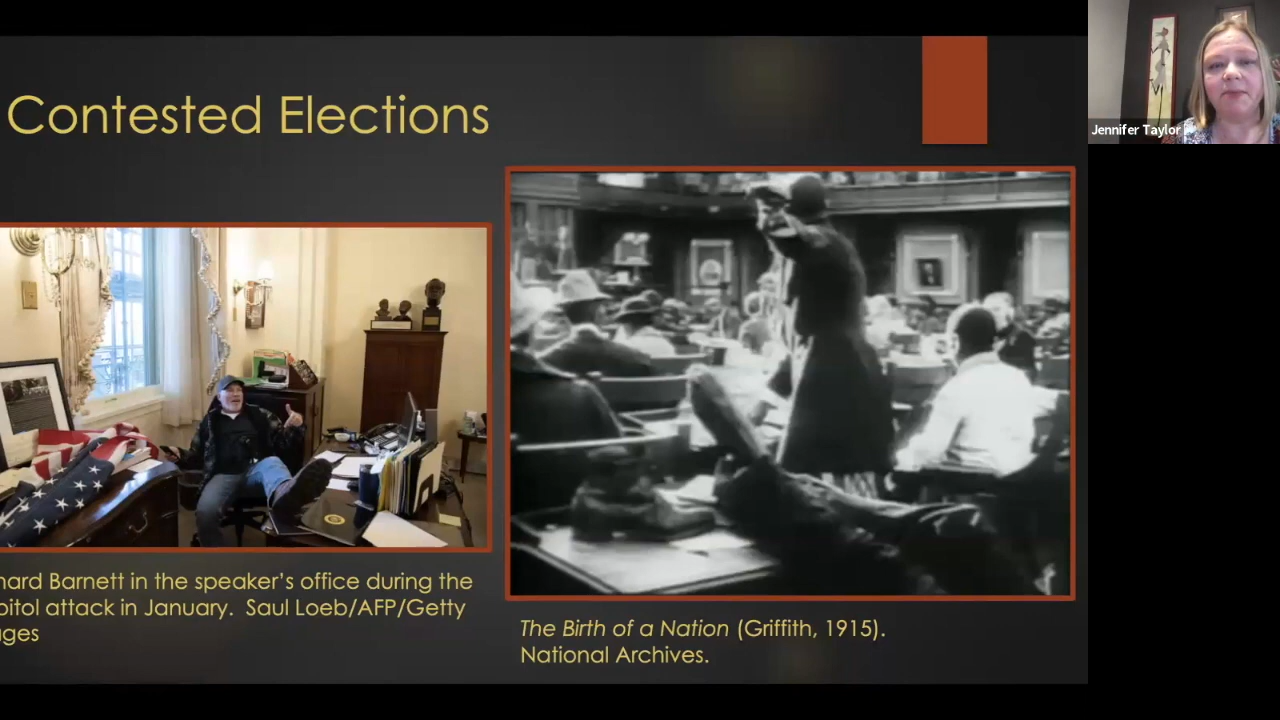 Contested Elections
Jennifer Taylor
hard Barnett in the speaker's office during the
pitol attack in January. Saul Loeb/AFP/Getty
ages
The Birth of a Nation (Griffith, 1915).
National Archives.